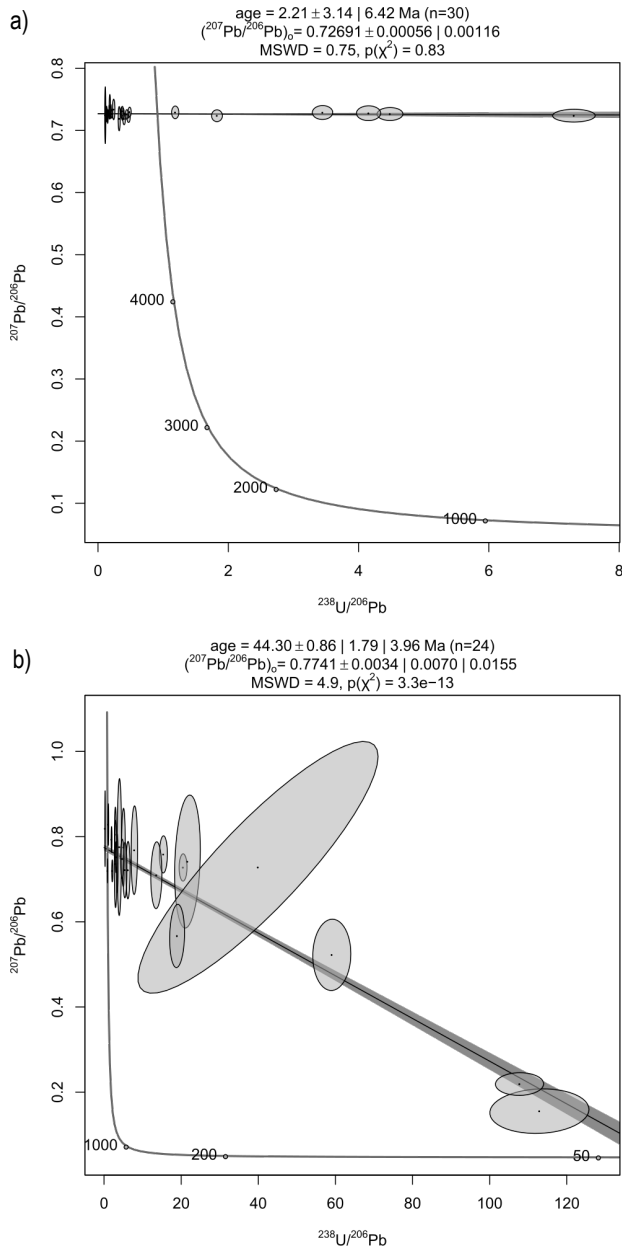 a)
age = 2.21 ± 3.14 | 6.42 Ma (n=30)
(²⁰⁷Pb/²⁰⁶Pb)ₒ= 0.72691 ± 0.00056 | 0.00116
MSWD = 0.75, p(χ²) = 0.83
0.8
0.7
0.6
0.5
0.4
0.3
0.2
0.1
²⁰⁷Pb/²⁰⁶Pb
4000
3000
2000
1000
0 2 4 6 8
²³⁸U/²⁰⁶Pb
b)
age = 44.30 ± 0.86 | 1.79 | 3.96 Ma (n=24)
(²⁰⁷Pb/²⁰⁶Pb)ₒ= 0.7741 ± 0.0034 | 0.0070 | 0.0155
MSWD = 4.9, p(χ²) = 3.3e−13
1.0
0.8
0.6
0.4
0.2
²⁰⁷Pb/²⁰⁶Pb
1000
200
50
0 20 40 60 80 100 120
²³⁸U/²⁰⁶Pb